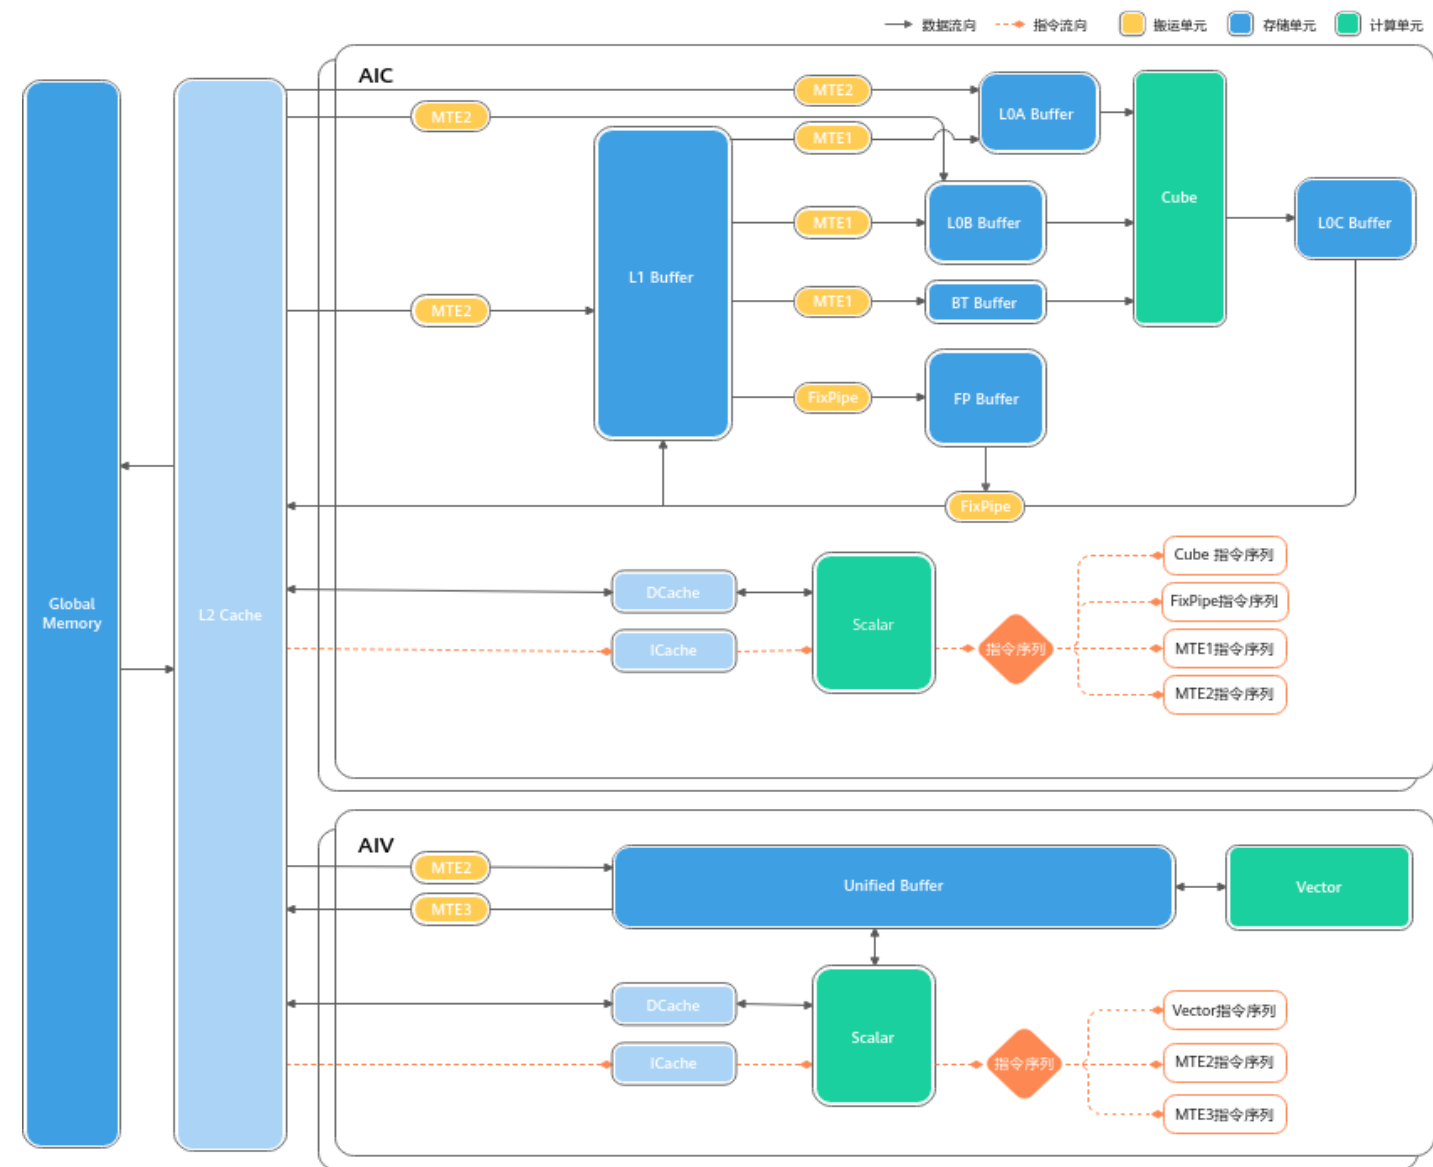 数据流向 指令流向 搬运单元 存储单元 计算单元
AIC
MTE2
MTE2
MTE1
L0A Buffer
Cube
MTE1
L0B Buffer
L0C Buffer
L1 Buffer
MTE2
MTE1
BT Buffer
FixPipe
FP Buffer
FixPipe
Global
Memory
L2 Cache
DCache
ICache
Scalar
指令序列
Cube 指令序列
FixPipe指令序列
MTE1指令序列
MTE2指令序列
AIV
MTE2
MTE3
Unified Buffer
Vector
DCache
ICache
Scalar
指令序列
Vector指令序列
MTE2指令序列
MTE3指令序列